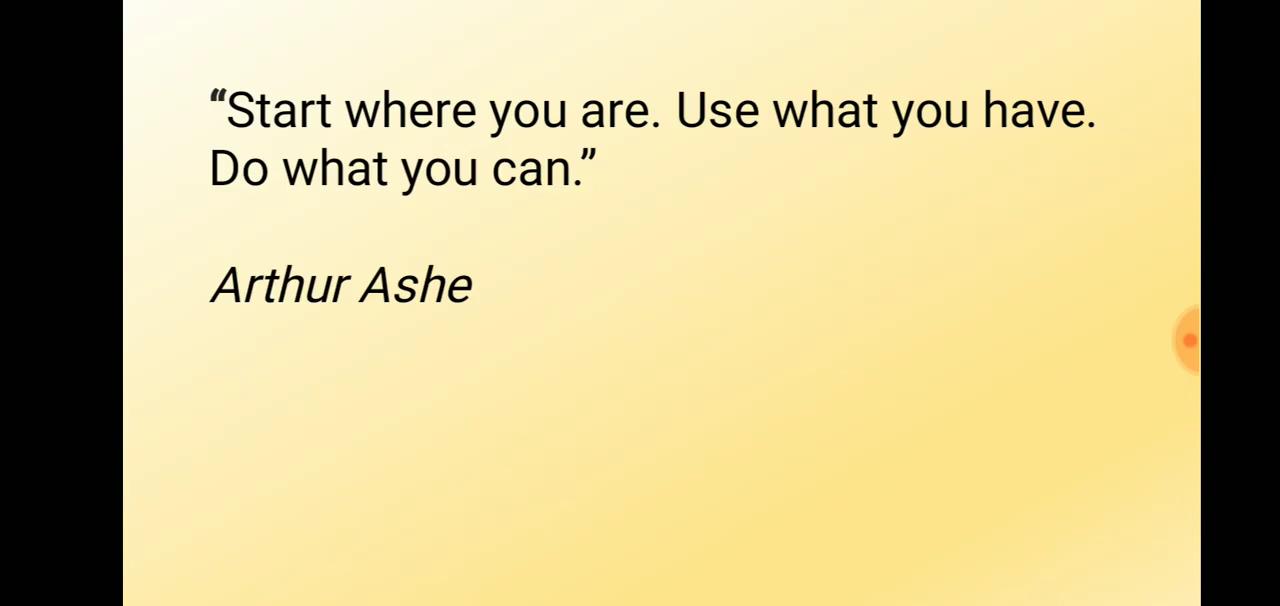 “Start where you are. Use what you have.
Do what you can.”
Arthur Ashe